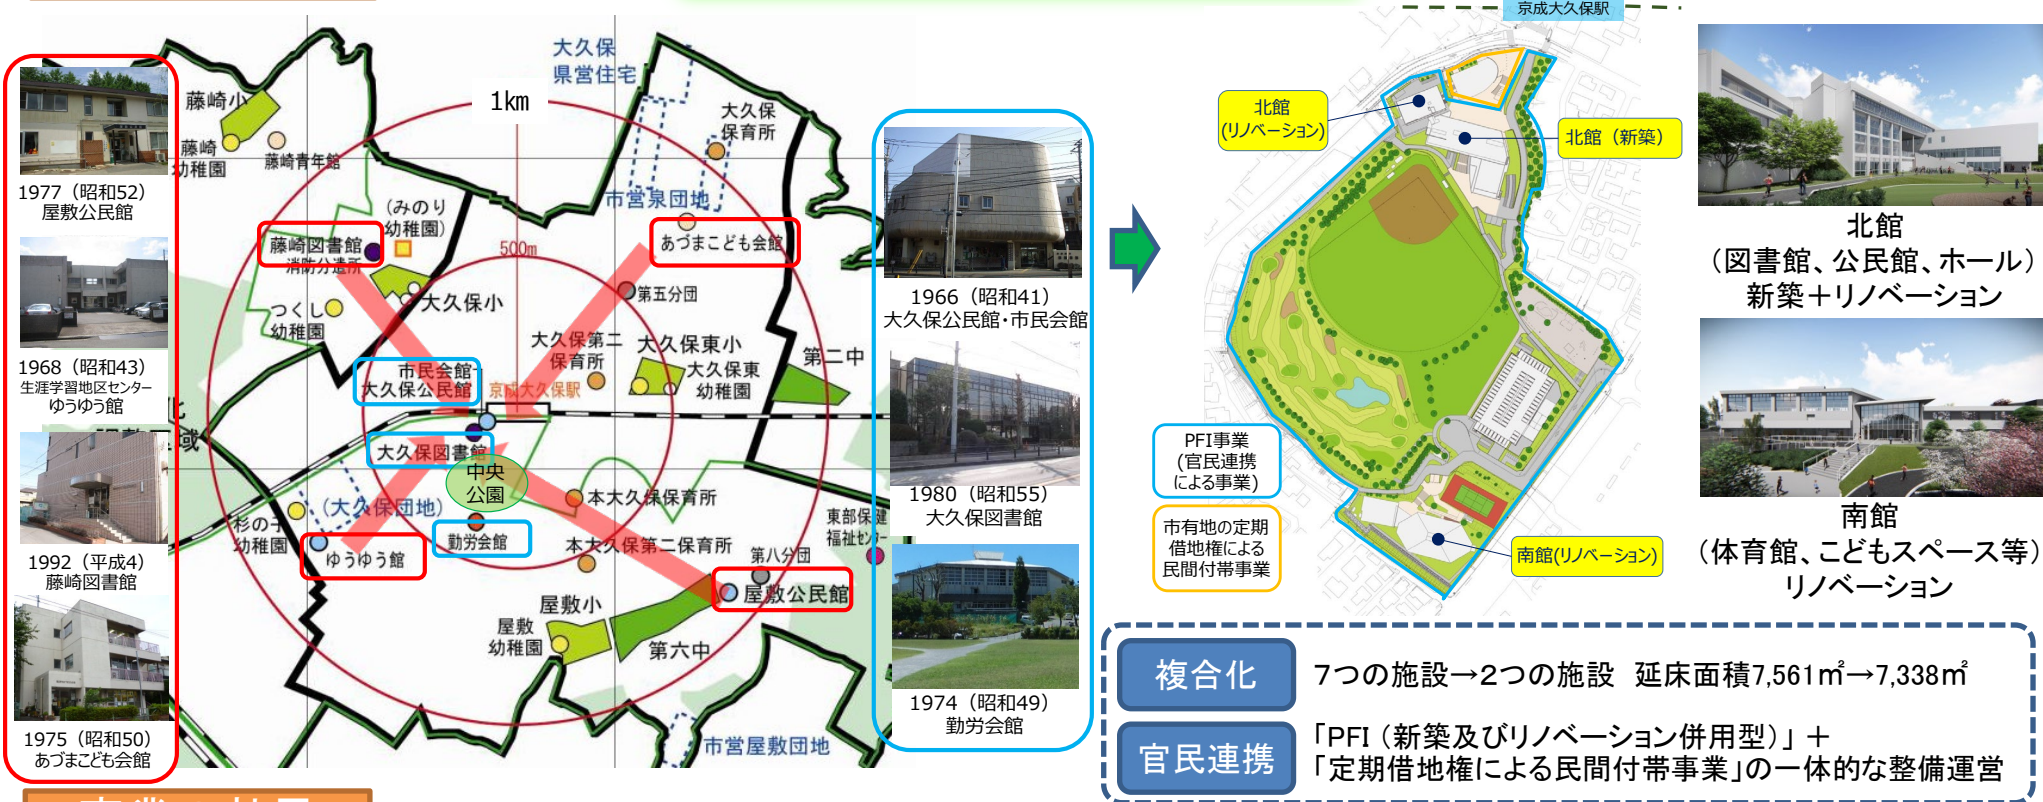 1977（昭和52）
屋敷公民館
1968（昭和43）
生涯学習地区センター
ゆうゆう館
1992（平成4）
藤崎図書館
1975（昭和50）
あづまこども会館
大久保
県営住宅
1km
藤崎小
藤崎
幼稚園
藤崎青年館
大久保
保育所
市営泉団地
(みのり
幼稚園)
藤崎図書館
消防分遣所
あづまこども会館
500m
大久保小
第五分団
つくし
幼稚園
大久保第二
保育所
大久保東小
大久保東
幼稚園
第二中
市民会館
大久保公民館
京成大久保駅
大久保図書館
中央
公園
域
(大久保団地)
本大久保保育所
杉の子
幼稚園
ゆうゆう館
勤労会館
本大久保第二保育所
東部保健
福祉センター
第八分団
屋敷公民館
屋敷小
屋敷
幼稚園
第六中
市営屋敷団地
1966（昭和41）
大久保公民館・市民会館
1980（昭和55）
大久保図書館
1974（昭和49）
勤労会館
京成大久保駅
北館
(リノベーション)
北館（新築）
PFI事業
(官民連携
による事業)
市有地の定期
借地権による
民間付帯事業
南館(リノベーション)
北館
（図書館、公民館、ホール）
新築＋リノベーション
南館
（体育館、こどもスペース等）
リノベーション
複合化
7つの施設→2つの施設　延床面積7,561㎡→7,338㎡
官民連携
「PFI（新築及びリノベーション併用型）」＋
「定期借地権による民間付帯事業」の一体的な整備運営